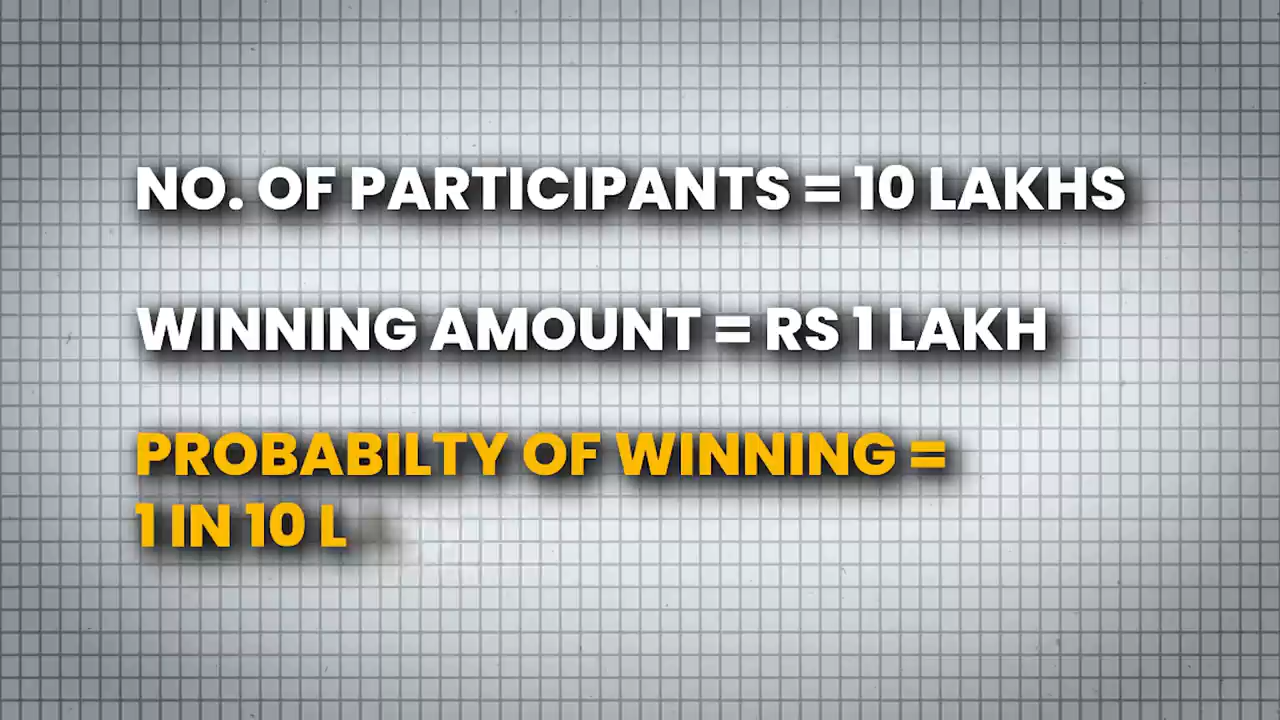 NO. OF PARTICIPANTS = 10 LAKHS
WINNING AMOUNT = RS 1 LAKH
PROBABILTY OF WINNING =
1 IN 10 L